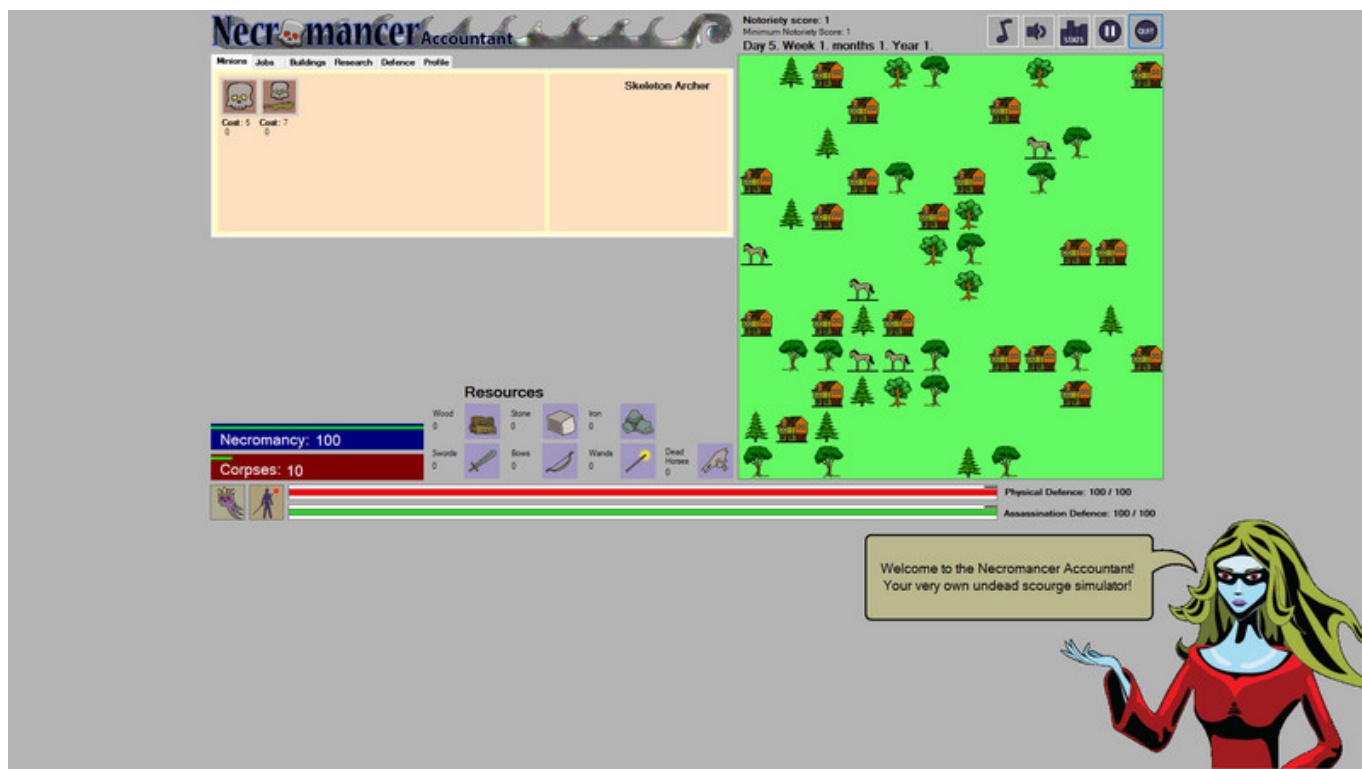 Necromancer Accountant
Notoriety score: 1
Minimum Notoriety Score: 1
Day 5. Week 1. months 1. Year 1.
STATS
QUIT
Minions Jobs Buildings Research Defence Profile
Skeleton Archer
Cost: 5 Cost: 7
0 0
Resources
Wood Stone Iron
0 0 0
Swords Bows Wands Dead Horses
0 0 0 0
Necromancy: 100
Corpses: 10
Physical Defence: 100 / 100
Assassination Defence: 100 / 100
Welcome to the Necromancer Accountant!
Your very own undead scourge simulator!